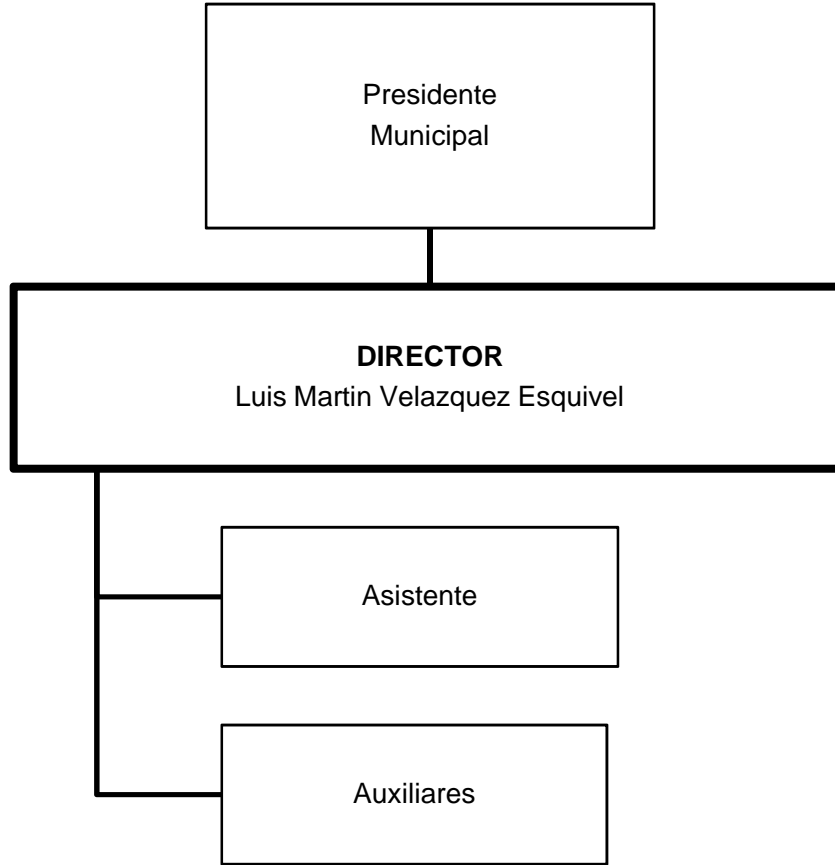 Presidente
Municipal
DIRECTOR
Luis Martin Velazquez Esquivel
Asistente
Auxiliares